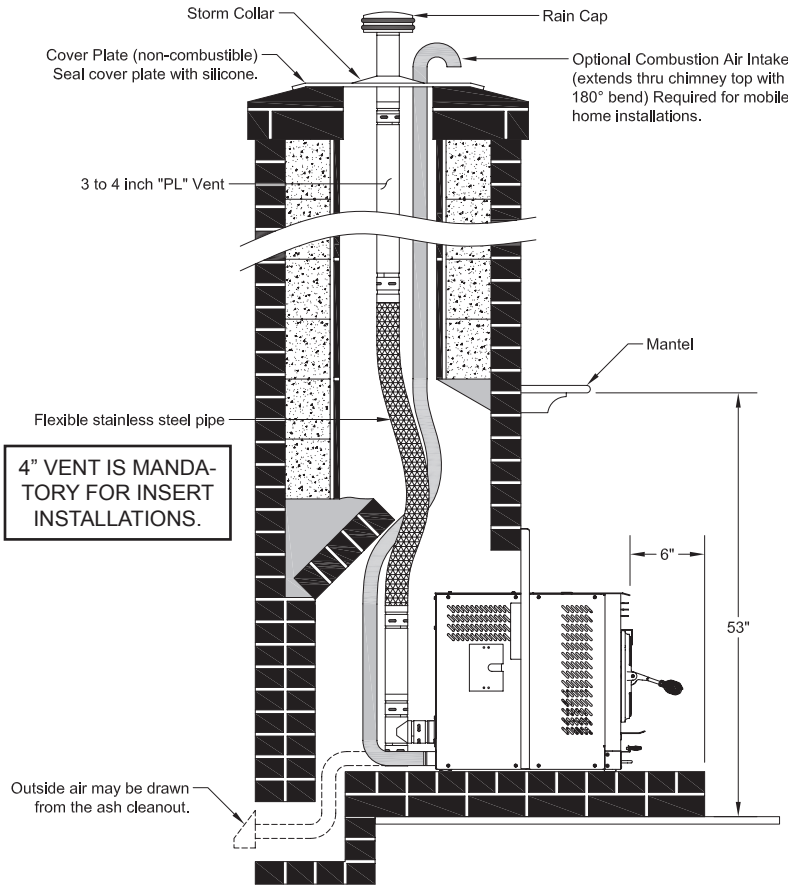 Storm Collar
Rain Cap
Cover Plate (non-combustible)
Seal cover plate with silicone.
Optional Combustion Air Intake
(extends thru chimney top with
180° bend) Required for mobile
home installations.
3 to 4 inch "PL" Vent
Mantel
Flexible stainless steel pipe
4” VENT IS MANDA-
TORY FOR INSERT
INSTALLATIONS.
6"
53"
Outside air may be drawn
from the ash cleanout.